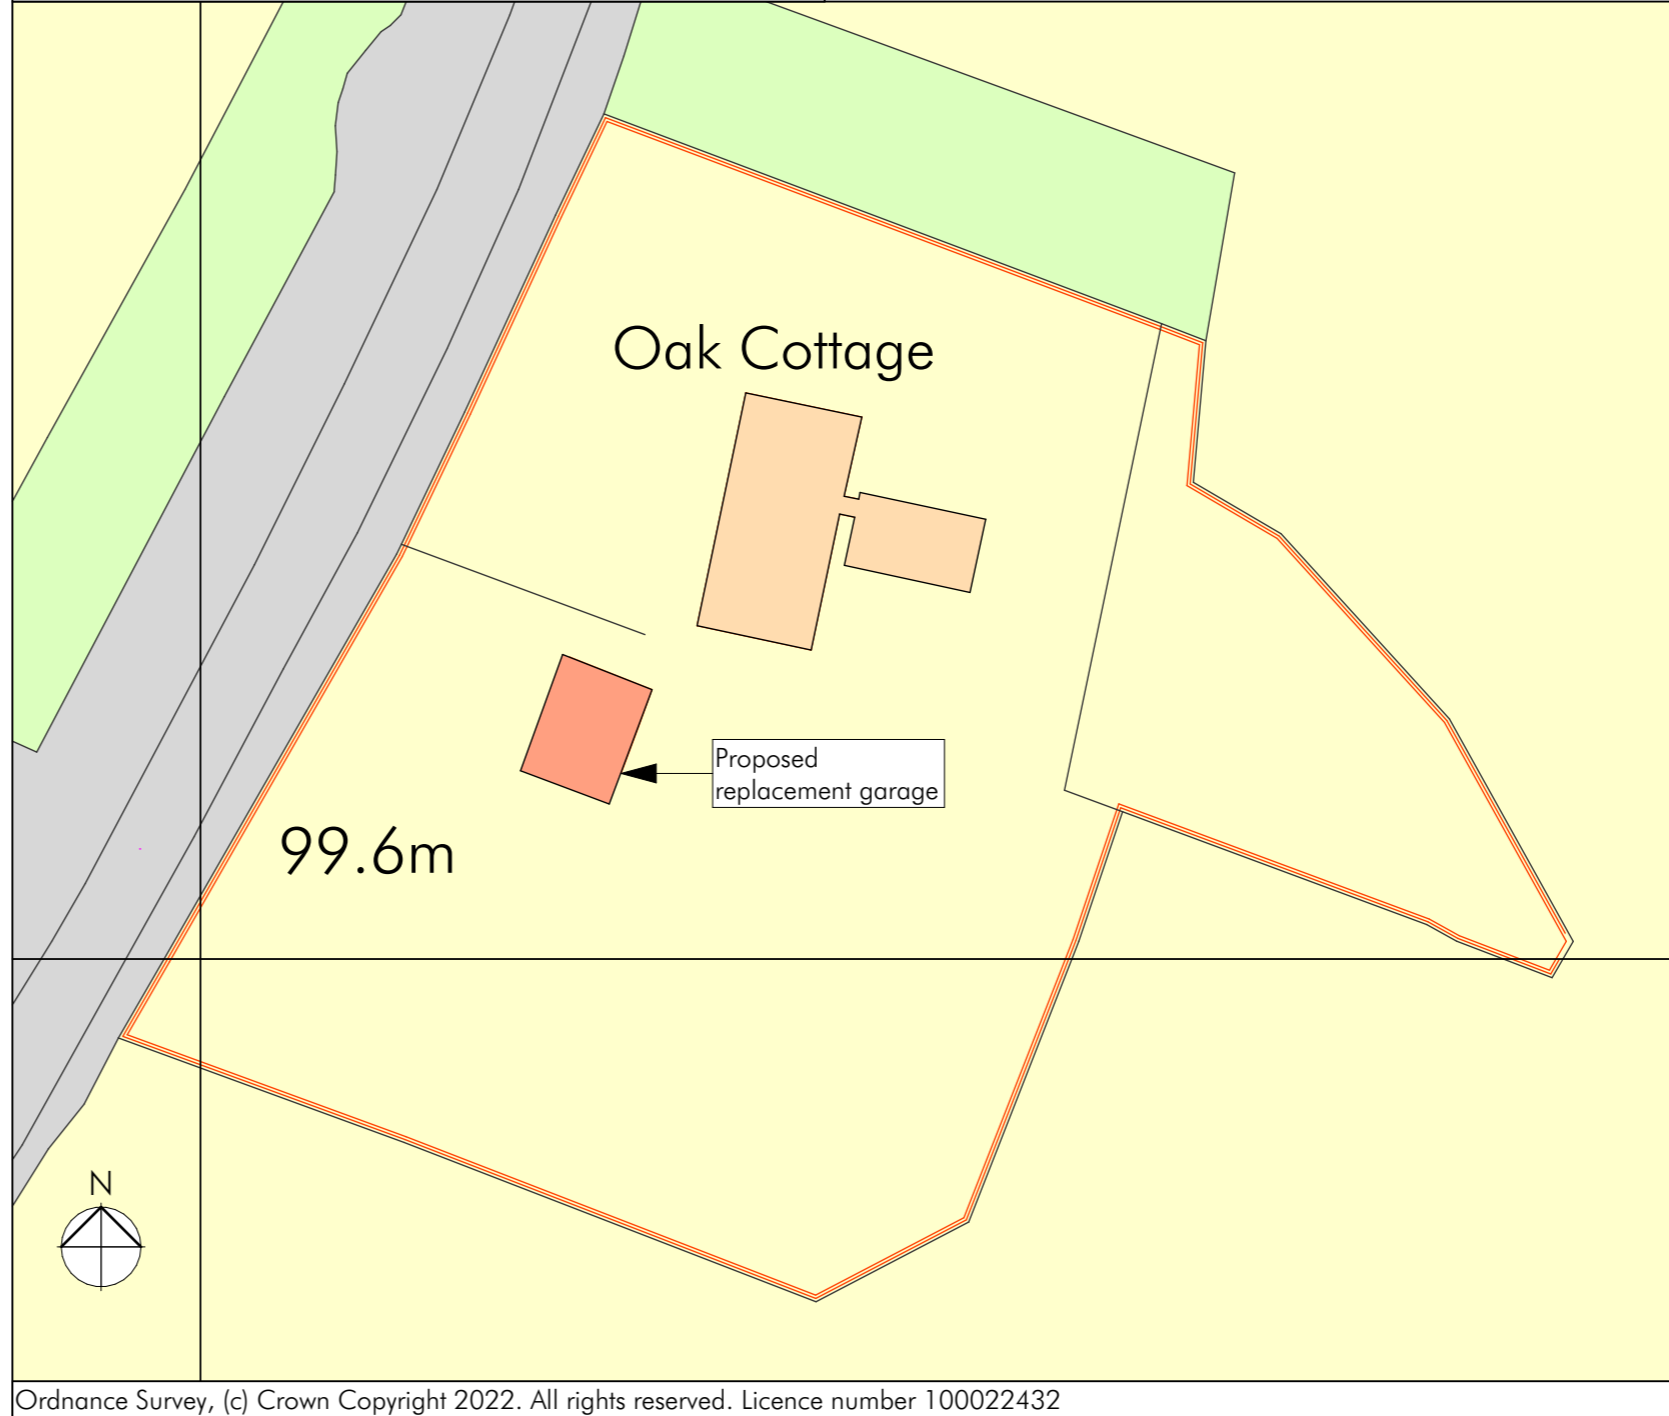 Oak Cottage
Proposed
replacement garage
99.6m
N
Ordnance Survey, (c) Crown Copyright 2022. All rights reserved. Licence number 100022432